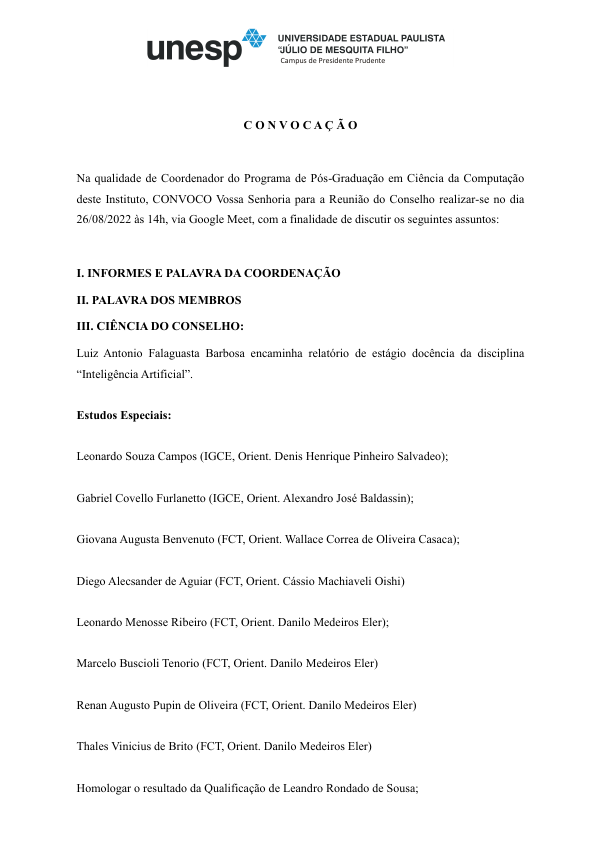 unesp
UNIVERSIDADE ESTADUAL PAULISTA
"JÚLIO DE MESQUITA FILHO"
Campus de Presidente Prudente
C O N V O C A Ç Ã O
Na qualidade de Coordenador do Programa de Pós-Graduação em Ciência da Computação
deste Instituto, CONVOCO Vossa Senhoria para a Reunião do Conselho realizar-se no dia
26/08/2022 às 14h, via Google Meet, com a finalidade de discutir os seguintes assuntos:
I. INFORMES E PALAVRA DA COORDENAÇÃO
II. PALAVRA DOS MEMBROS
III. CIÊNCIA DO CONSELHO:
Luiz Antonio Falaguasta Barbosa encaminha relatório de estágio docência da disciplina
“Inteligência Artificial”.
Estudos Especiais:
Leonardo Souza Campos (IGCE, Orient. Denis Henrique Pinheiro Salvadeo);
Gabriel Covello Furlanetto (IGCE, Orient. Alexandro José Baldassin);
Giovana Augusta Benvenuto (FCT, Orient. Wallace Correa de Oliveira Casaca);
Diego Alecsander de Aguiar (FCT, Orient. Cássio Machiaveli Oishi)
Leonardo Menosse Ribeiro (FCT, Orient. Danilo Medeiros Eler);
Marcelo Buscioli Tenorio (FCT, Orient. Danilo Medeiros Eler)
Renan Augusto Pupin de Oliveira (FCT, Orient. Danilo Medeiros Eler)
Thales Vinicius de Brito (FCT, Orient. Danilo Medeiros Eler)
Homologar o resultado da Qualificação de Leandro Rondado de Sousa;